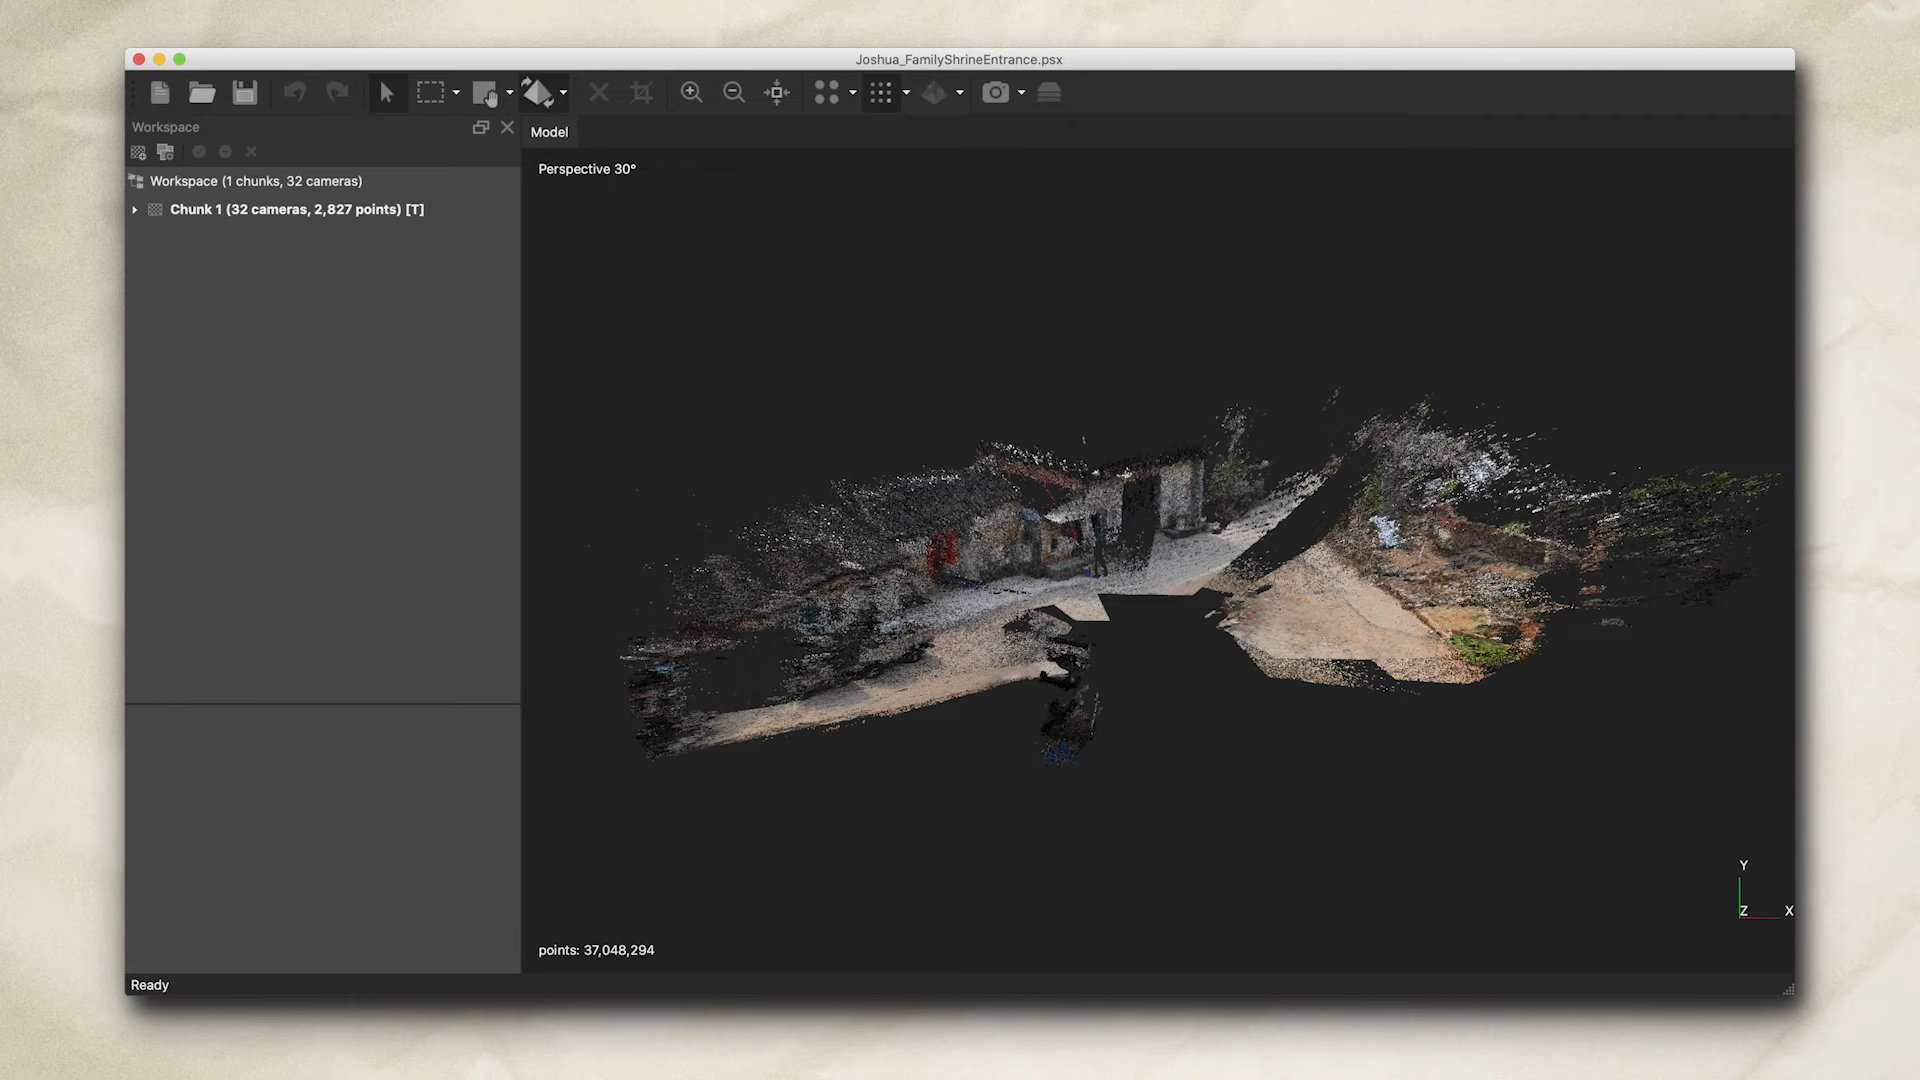 Joshua_FamilyShrineEntrance.psx
Workspace
Model
Perspective 30°
Workspace (1 chunks, 32 cameras)
Chunk 1 (32 cameras, 2,827 points) [T]
Y
Z
X
points: 37,048,294
Ready